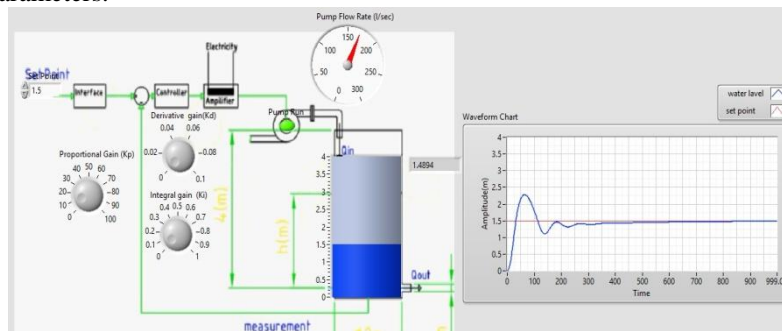 arameters.
Pump Flow Rate (l/sec)
50
100
150
200
250
0
300
Electricity
Set Point
1.5
Interface
Controller
Amplifier
Pump Run
Derivative gain(Kd)
0.04 0.06
0.02 0.08
0 0.1
Proportional Gain (Kp)
40 50 60
30 70
20 80
10 90
0 100
Integral gain (Ki)
0.4 0.5 0.6
0.3 0.7
0.2 0.8
0.1 0.9
0 1
Qin
4(m)
h(m)
4
3.5
3
2.5
2
1.5
1
0.5
0
1.4894
Qout
measurement
water lavel
set point
Waveform Chart
Amplitude(m)
4
3.5
3
2.5
2
1.5
1
0.5
0
0 100 200 300 400 500 600 700 800 900 999.0
Time